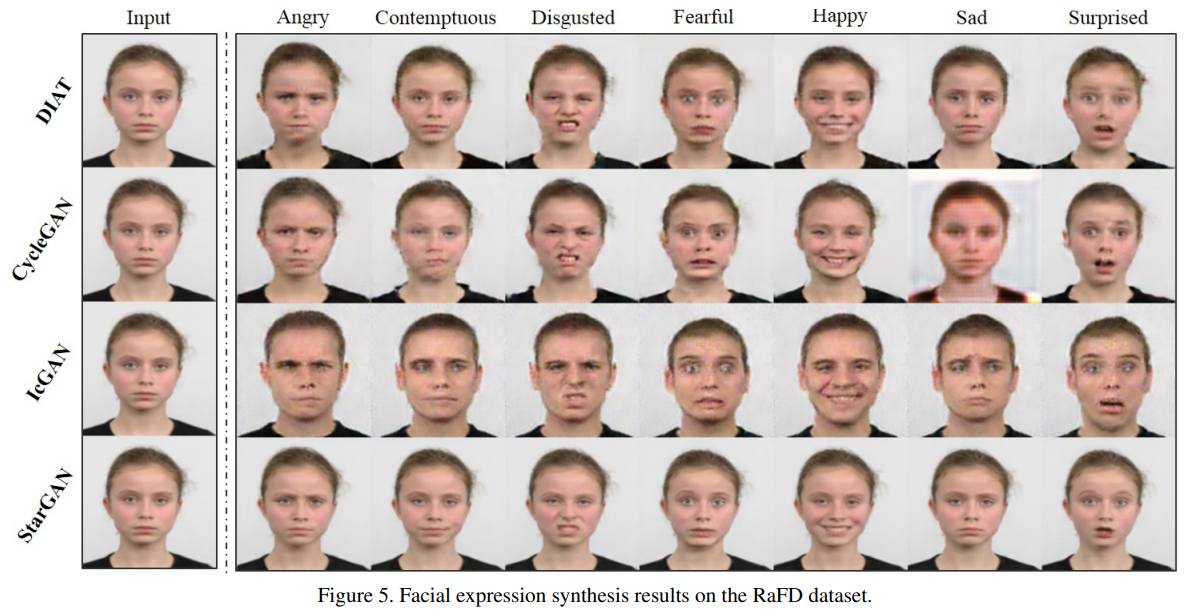 Input Angry Contemptuous Disgusted Fearful Happy Sad Surprised
DIAT
CycleGAN
IcGAN
StarGAN
Figure 5. Facial expression synthesis results on the RaFD dataset.